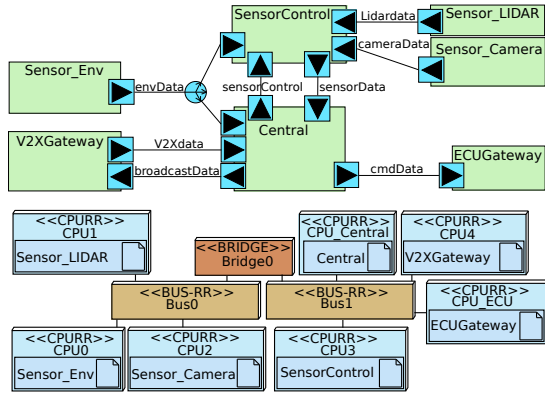 SensorControl
Lidardata
Sensor_LIDAR
cameraData
Sensor_Camera
Sensor_Env
envData
sensorControl
sensorData
Central
V2XGateway
V2Xdata
broadcastData
cmdData
ECUGateway
<<CPURR>>
CPU1
Sensor_LIDAR
<<BRIDGE>>
Bridge0
<<CPURR>>
CPU_Central
Central
<<CPURR>>
CPU4
V2XGateway
<<BUS-RR>>
Bus0
<<BUS-RR>>
Bus1
<<CPURR>>
CPU_ECU
ECUGateway
<<CPURR>>
CPU0
Sensor_Env
<<CPURR>>
CPU2
Sensor_Camera
<<CPURR>>
CPU3
SensorControl